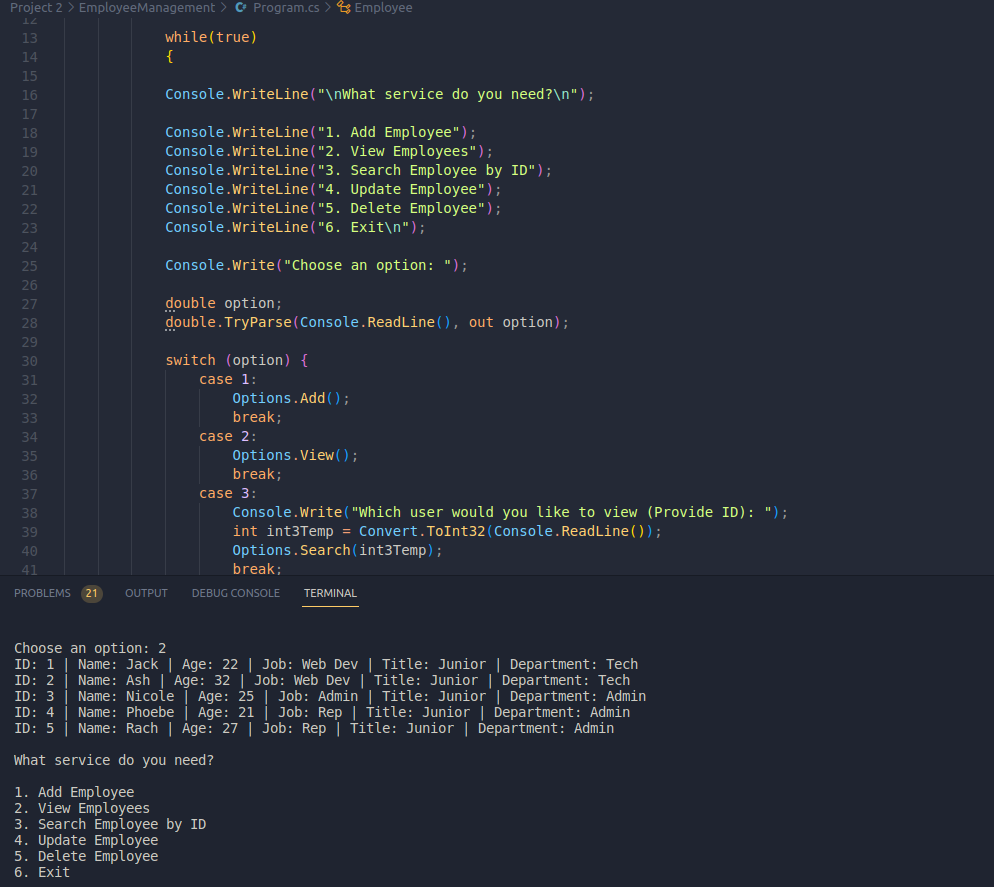 Project 2 > EmployeeManagement > Program.cs > Employee
12
13 while(true)
14 {
15
16 Console.WriteLine("\nWhat service do you need?\n");
17
18 Console.WriteLine("1. Add Employee");
19 Console.WriteLine("2. View Employees");
20 Console.WriteLine("3. Search Employee by ID");
21 Console.WriteLine("4. Update Employee");
22 Console.WriteLine("5. Delete Employee");
23 Console.WriteLine("6. Exit\n");
24
25 Console.Write("Choose an option: ");
26
27 double option;
28 double.TryParse(Console.ReadLine(), out option);
29
30 switch (option) {
31 case 1:
32 Options.Add();
33 break;
34 case 2:
35 Options.View();
36 break;
37 case 3:
38 Console.Write("Which user would you like to view (Provide ID): ");
39 int int3Temp = Convert.ToInt32(Console.ReadLine());
40 Options.Search(int3Temp);
41 break;
PROBLEMS 21 OUTPUT DEBUG CONSOLE TERMINAL
Choose an option: 2
ID: 1 | Name: Jack | Age: 22 | Job: Web Dev | Title: Junior | Department: Tech
ID: 2 | Name: Ash | Age: 32 | Job: Web Dev | Title: Junior | Department: Tech
ID: 3 | Name: Nicole | Age: 25 | Job: Admin | Title: Junior | Department: Admin
ID: 4 | Name: Phoebe | Age: 21 | Job: Rep | Title: Junior | Department: Admin
ID: 5 | Name: Rach | Age: 27 | Job: Rep | Title: Junior | Department: Admin
What service do you need?
1. Add Employee
2. View Employees
3. Search Employee by ID
4. Update Employee
5. Delete Employee
6. Exit